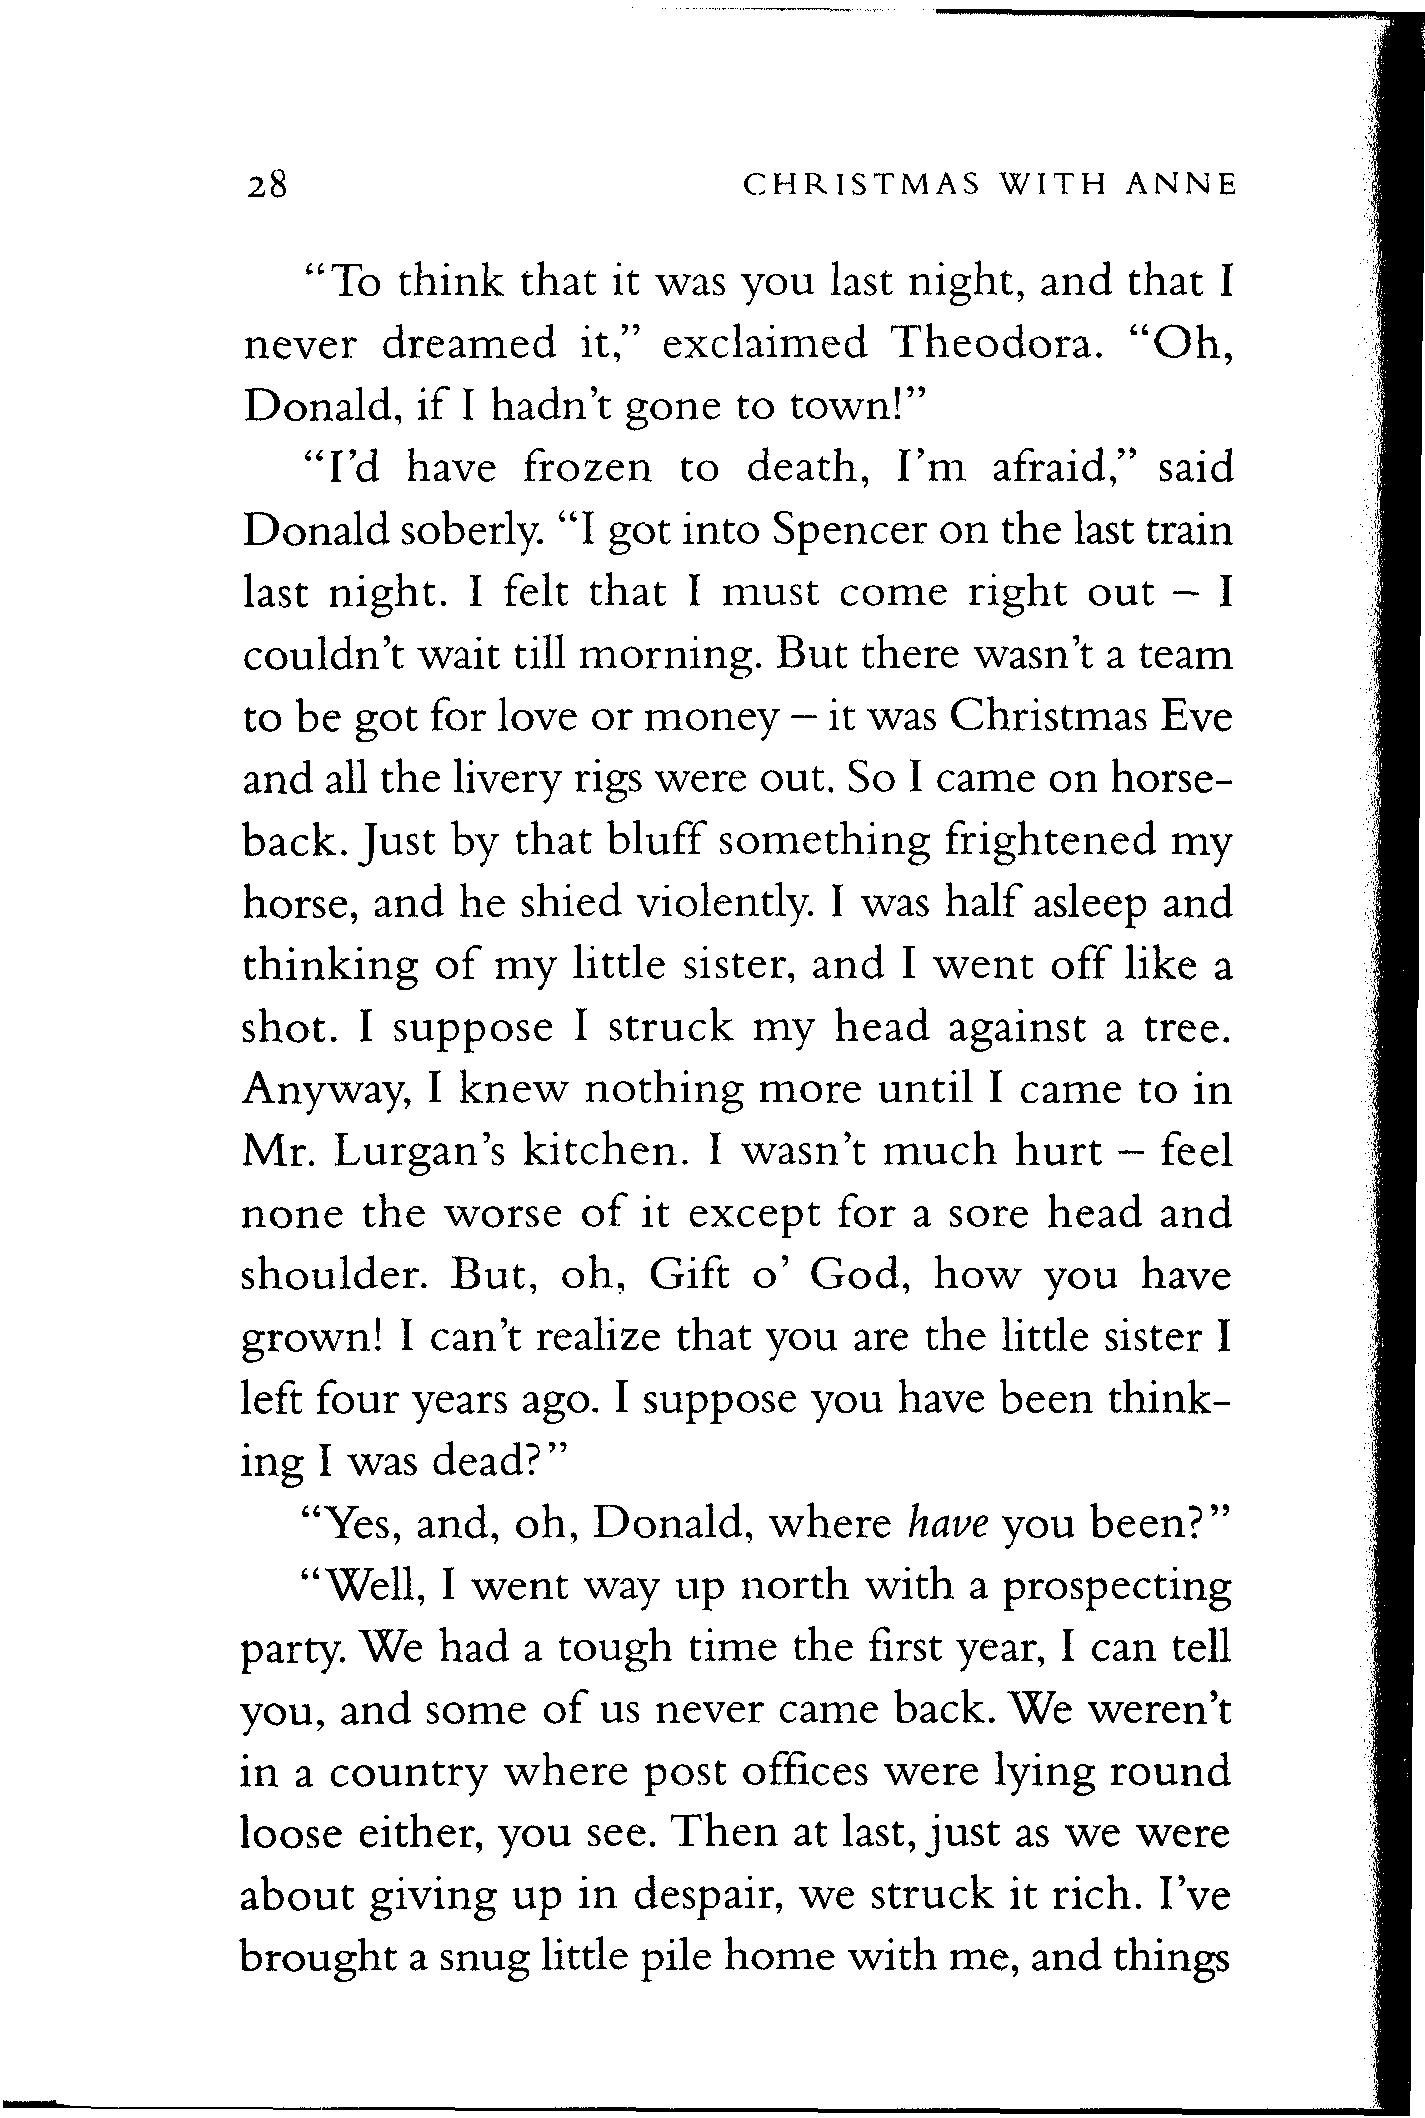 28 CHRISTMAS WITH ANNE
“To think that it was you last night, and that I
never dreamed it,” exclaimed Theodora. “Oh,
Donald, if I hadn’t gone to town!”
“I’d have frozen to death, I’m afraid,” said
Donald soberly. “I got into Spencer on the last train
last night. I felt that I must come right out – I
couldn’t wait till morning. But there wasn’t a team
to be got for love or money – it was Christmas Eve
and all the livery rigs were out. So I came on horse-
back. Just by that bluff something frightened my
horse, and he shied violently. I was half asleep and
thinking of my little sister, and I went off like a
shot. I suppose I struck my head against a tree.
Anyway, I knew nothing more until I came to in
Mr. Lurgan’s kitchen. I wasn’t much hurt – feel
none the worse of it except for a sore head and
shoulder. But, oh, Gift o’ God, how you have
grown! I can’t realize that you are the little sister I
left four years ago. I suppose you have been think-
ing I was dead?”
“Yes, and, oh, Donald, where have you been?”
“Well, I went way up north with a prospecting
party. We had a tough time the first year, I can tell
you, and some of us never came back. We weren’t
in a country where post offices were lying round
loose either, you see. Then at last, just as we were
about giving up in despair, we struck it rich. I’ve
brought a snug little pile home with me, and things